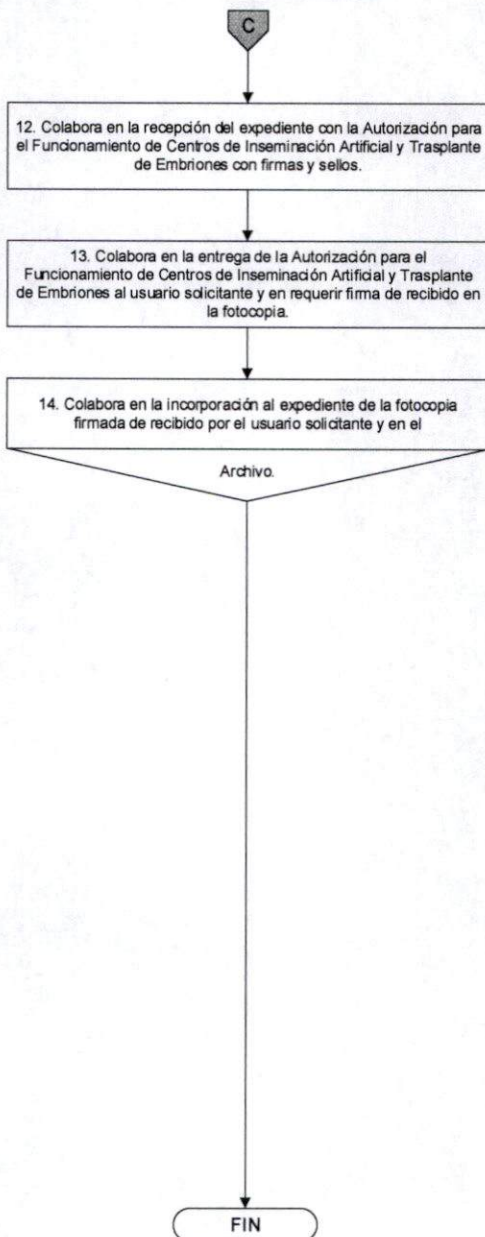 C
12. Colabora en la recepción del expediente con la Autorización para
el Funcionamiento de Centros de Inseminación Artificial y Trasplante
de Embriones con firmas y sellos.
13. Colabora en la entrega de la Autorización para el
Funcionamiento de Centros de Inseminación Artificial y Trasplante
de Embriones al usuario solicitante y en requerir firma de recibido en
la fotocopia.
14. Colabora en la incorporación al expediente de la fotocopia
firmada de recibido por el usuario solicitante y en el
Archivo.
FIN